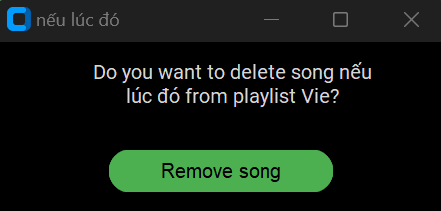 nếu lúc đó
Do you want to delete song nếu
lúc đó from playlist Vie?
Remove song